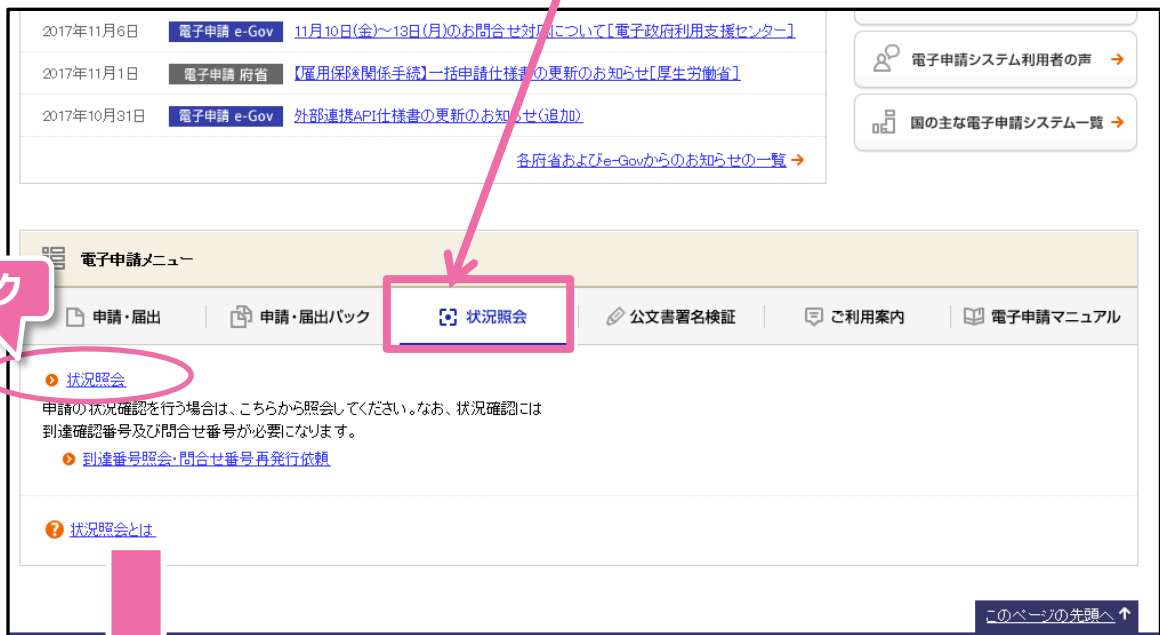 2017年11月6日 電子申請 e-Gov 11月10日(金)～13日(月)のお問合せ対応について[電子政府利用支援センター]
2017年11月1日 電子申請 府省 【雇用保険関係手続】一括申請仕様書の更新のお知らせ[厚生労働省]
2017年10月31日 電子申請 e-Gov 外部連携API仕様書の更新のお知らせ(追加)
各府省およびe-Govからのお知らせの一覧
電子申請システム利用者の声
国の主な電子申請システム一覧
電子申請メニュー
ク
申請・届出 申請・届出パック 状況照会 公文書署名検証 ご利用案内 電子申請マニュアル
状況照会
申請の状況確認を行う場合は、こちらから照会してください。なお、状況確認には
到達確認番号及び問合せ番号が必要になります。
到達番号照会・問合せ番号再発行依頼
状況照会とは
このページの先頭へ